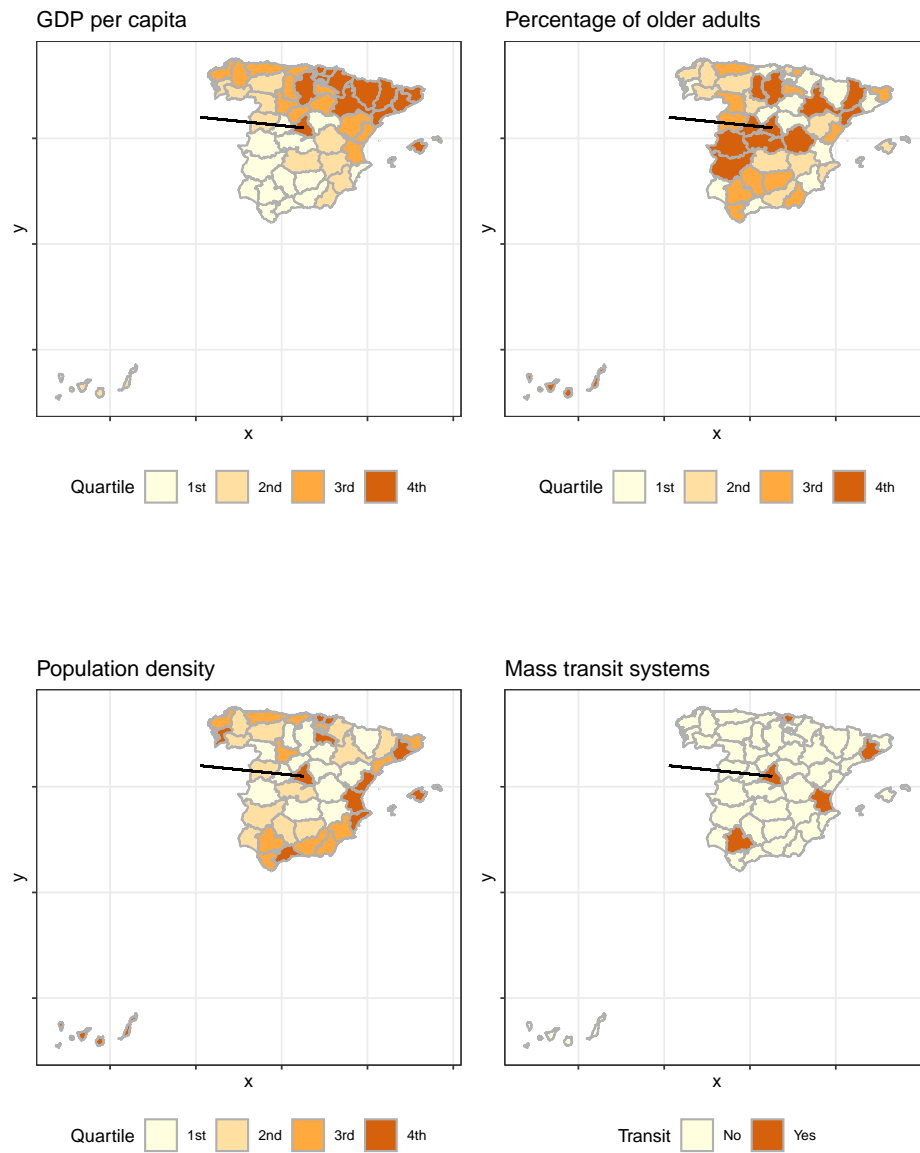 GDP per capita
Percentage of older adults
y
y
x
x
Quartile 1st 2nd 3rd 4th
Quartile 1st 2nd 3rd 4th
Population density
Mass transit systems
y
y
x
x
Quartile 1st 2nd 3rd 4th
Transit No Yes